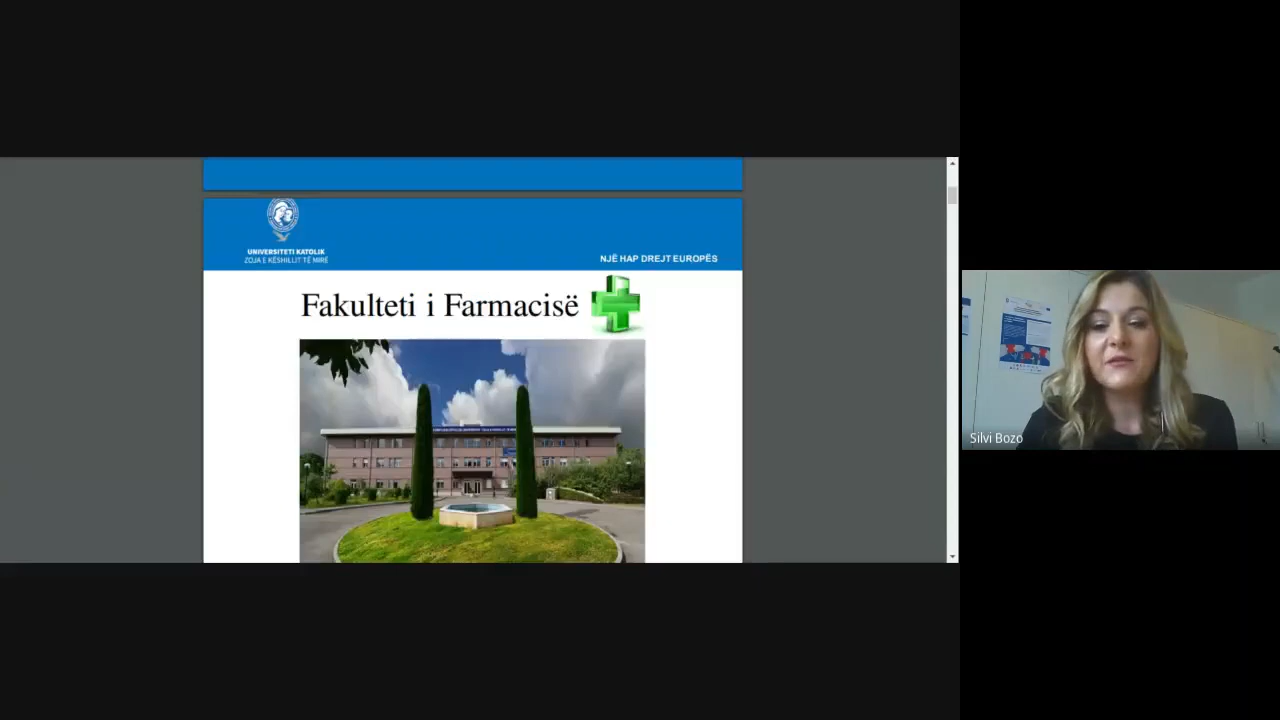 UNIVERSITETI KATOLIK
ZOJA E KËSHILLIT TË MIRË
NJË HAP DREJT EUROPËS
Fakulteti i Farmacisë
Silvi Bozo